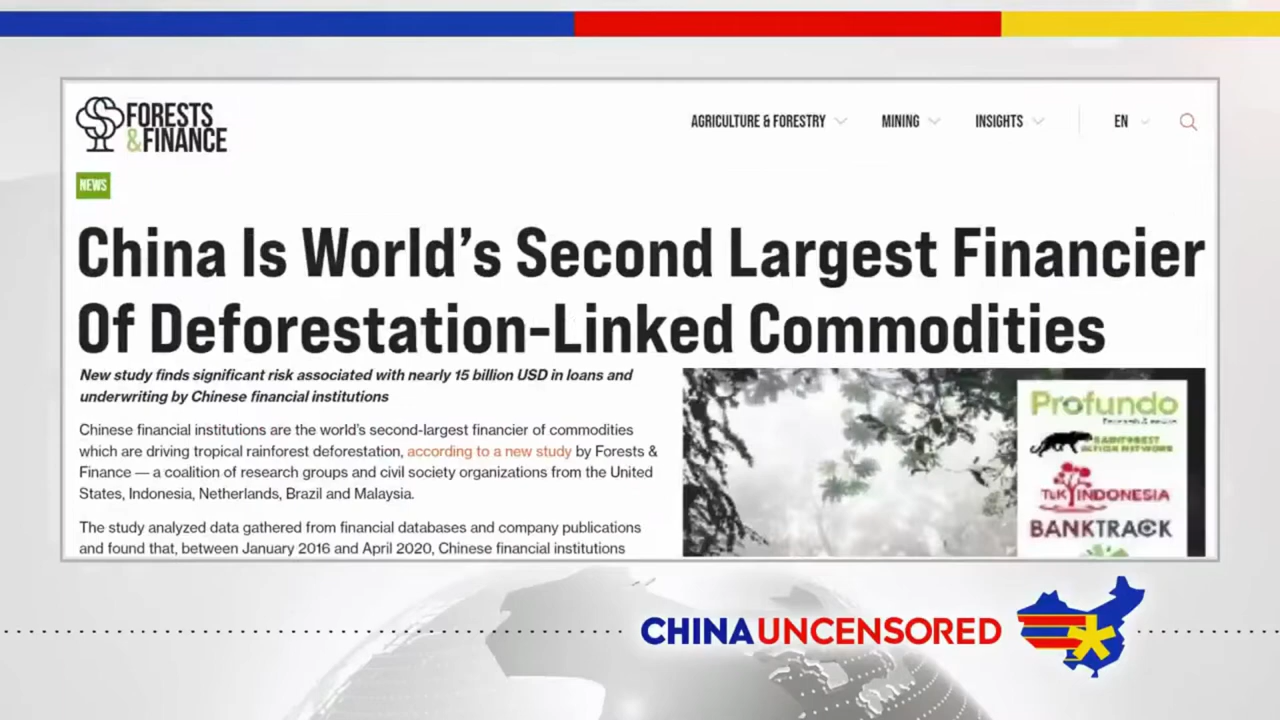 FORESTS
&FINANCE
AGRICULTURE & FORESTRY
MINING
INSIGHTS
EN
NEWS
China Is World's Second Largest Financier
Of Deforestation-Linked Commodities
New study finds significant risk associated with nearly 15 billion USD in loans and
underwriting by Chinese financial institutions
Chinese financial institutions are the world's second-largest financier of commodities
which are driving tropical rainforest deforestation, according to a new study by Forests &
Finance — a coalition of research groups and civil society organizations from the United
States, Indonesia, Netherlands, Brazil and Malaysia.
The study analyzed data gathered from financial databases and company publications
and found that, between January 2016 and April 2020, Chinese financial institutions
Profundo
RAINFOREST
ACTION NETWORK
TuK INDONESIA
BANKTRACK
CHINA UNCENSORED